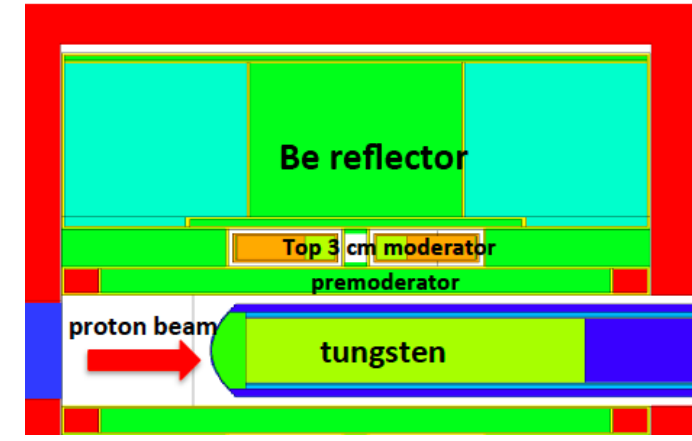 Be reflector
Top 3 cm moderator
premoderator
proton beam
tungsten